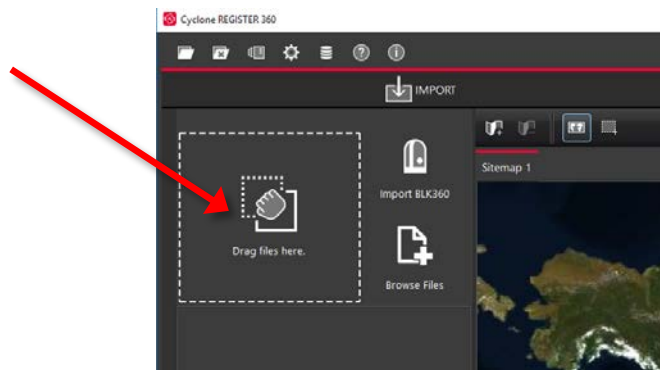 Cyclone REGISTER 360
IMPORT
Sitemap 1
Import BLK360
Drag files here.
Browse Files